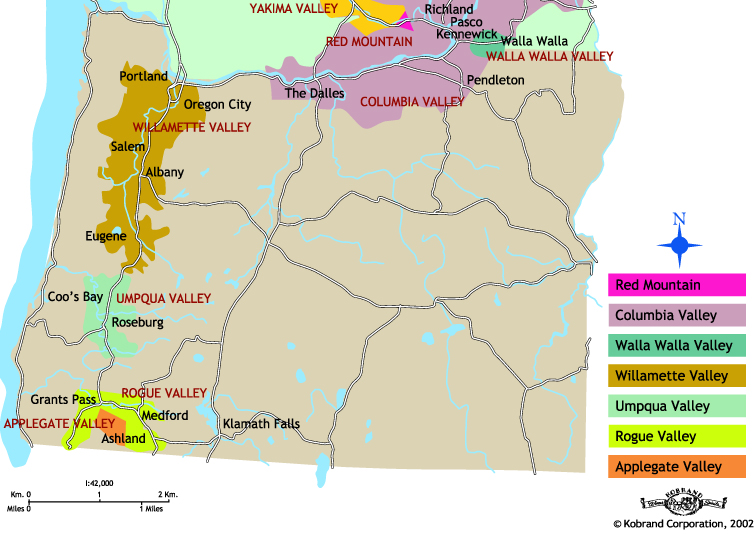 YAKIMA VALLEY
Richland
Pasco
Kennewick
RED MOUNTAIN
Walla Walla
WALLA WALLA VALLEY
Portland
Pendleton
The Dalles
Oregon City
COLUMBIA VALLEY
WILLAMETTE VALLEY
Salem
Albany
N
Eugene
Coo's Bay
UMPQUA VALLEY
Roseburg
Red Mountain
Columbia Valley
Walla Walla Valley
Willamette Valley
Umpqua Valley
Rogue Valley
Applegate Valley
ROGUE VALLEY
Grants Pass
Medford
APPLEGATE VALLEY
Klamath Falls
Ashland
1:42,000
Km. 0 1 2 Km.
Miles 0 1 Miles
KOBRAND
© Kobrand Corporation, 2002